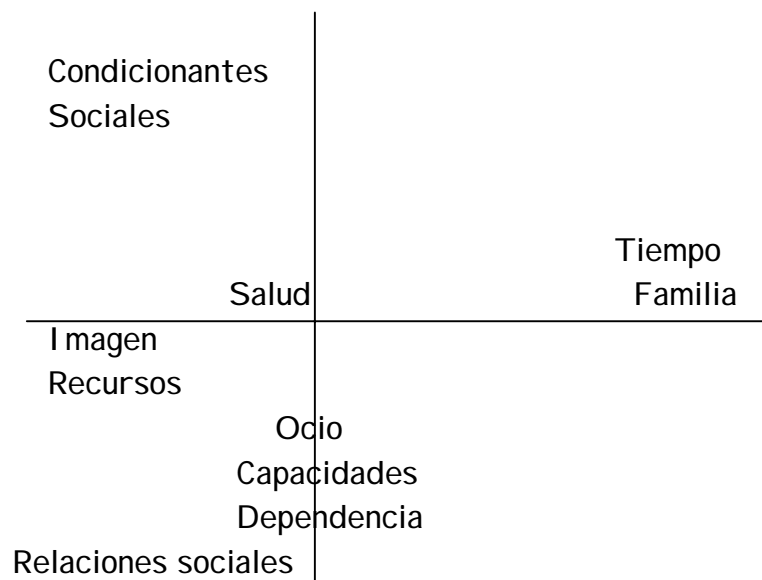 Condicionantes
Sociales
Tiempo
Salud
Familia
Imagen
Recursos
Ocio
Capacidades
Dependencia
Relaciones sociales